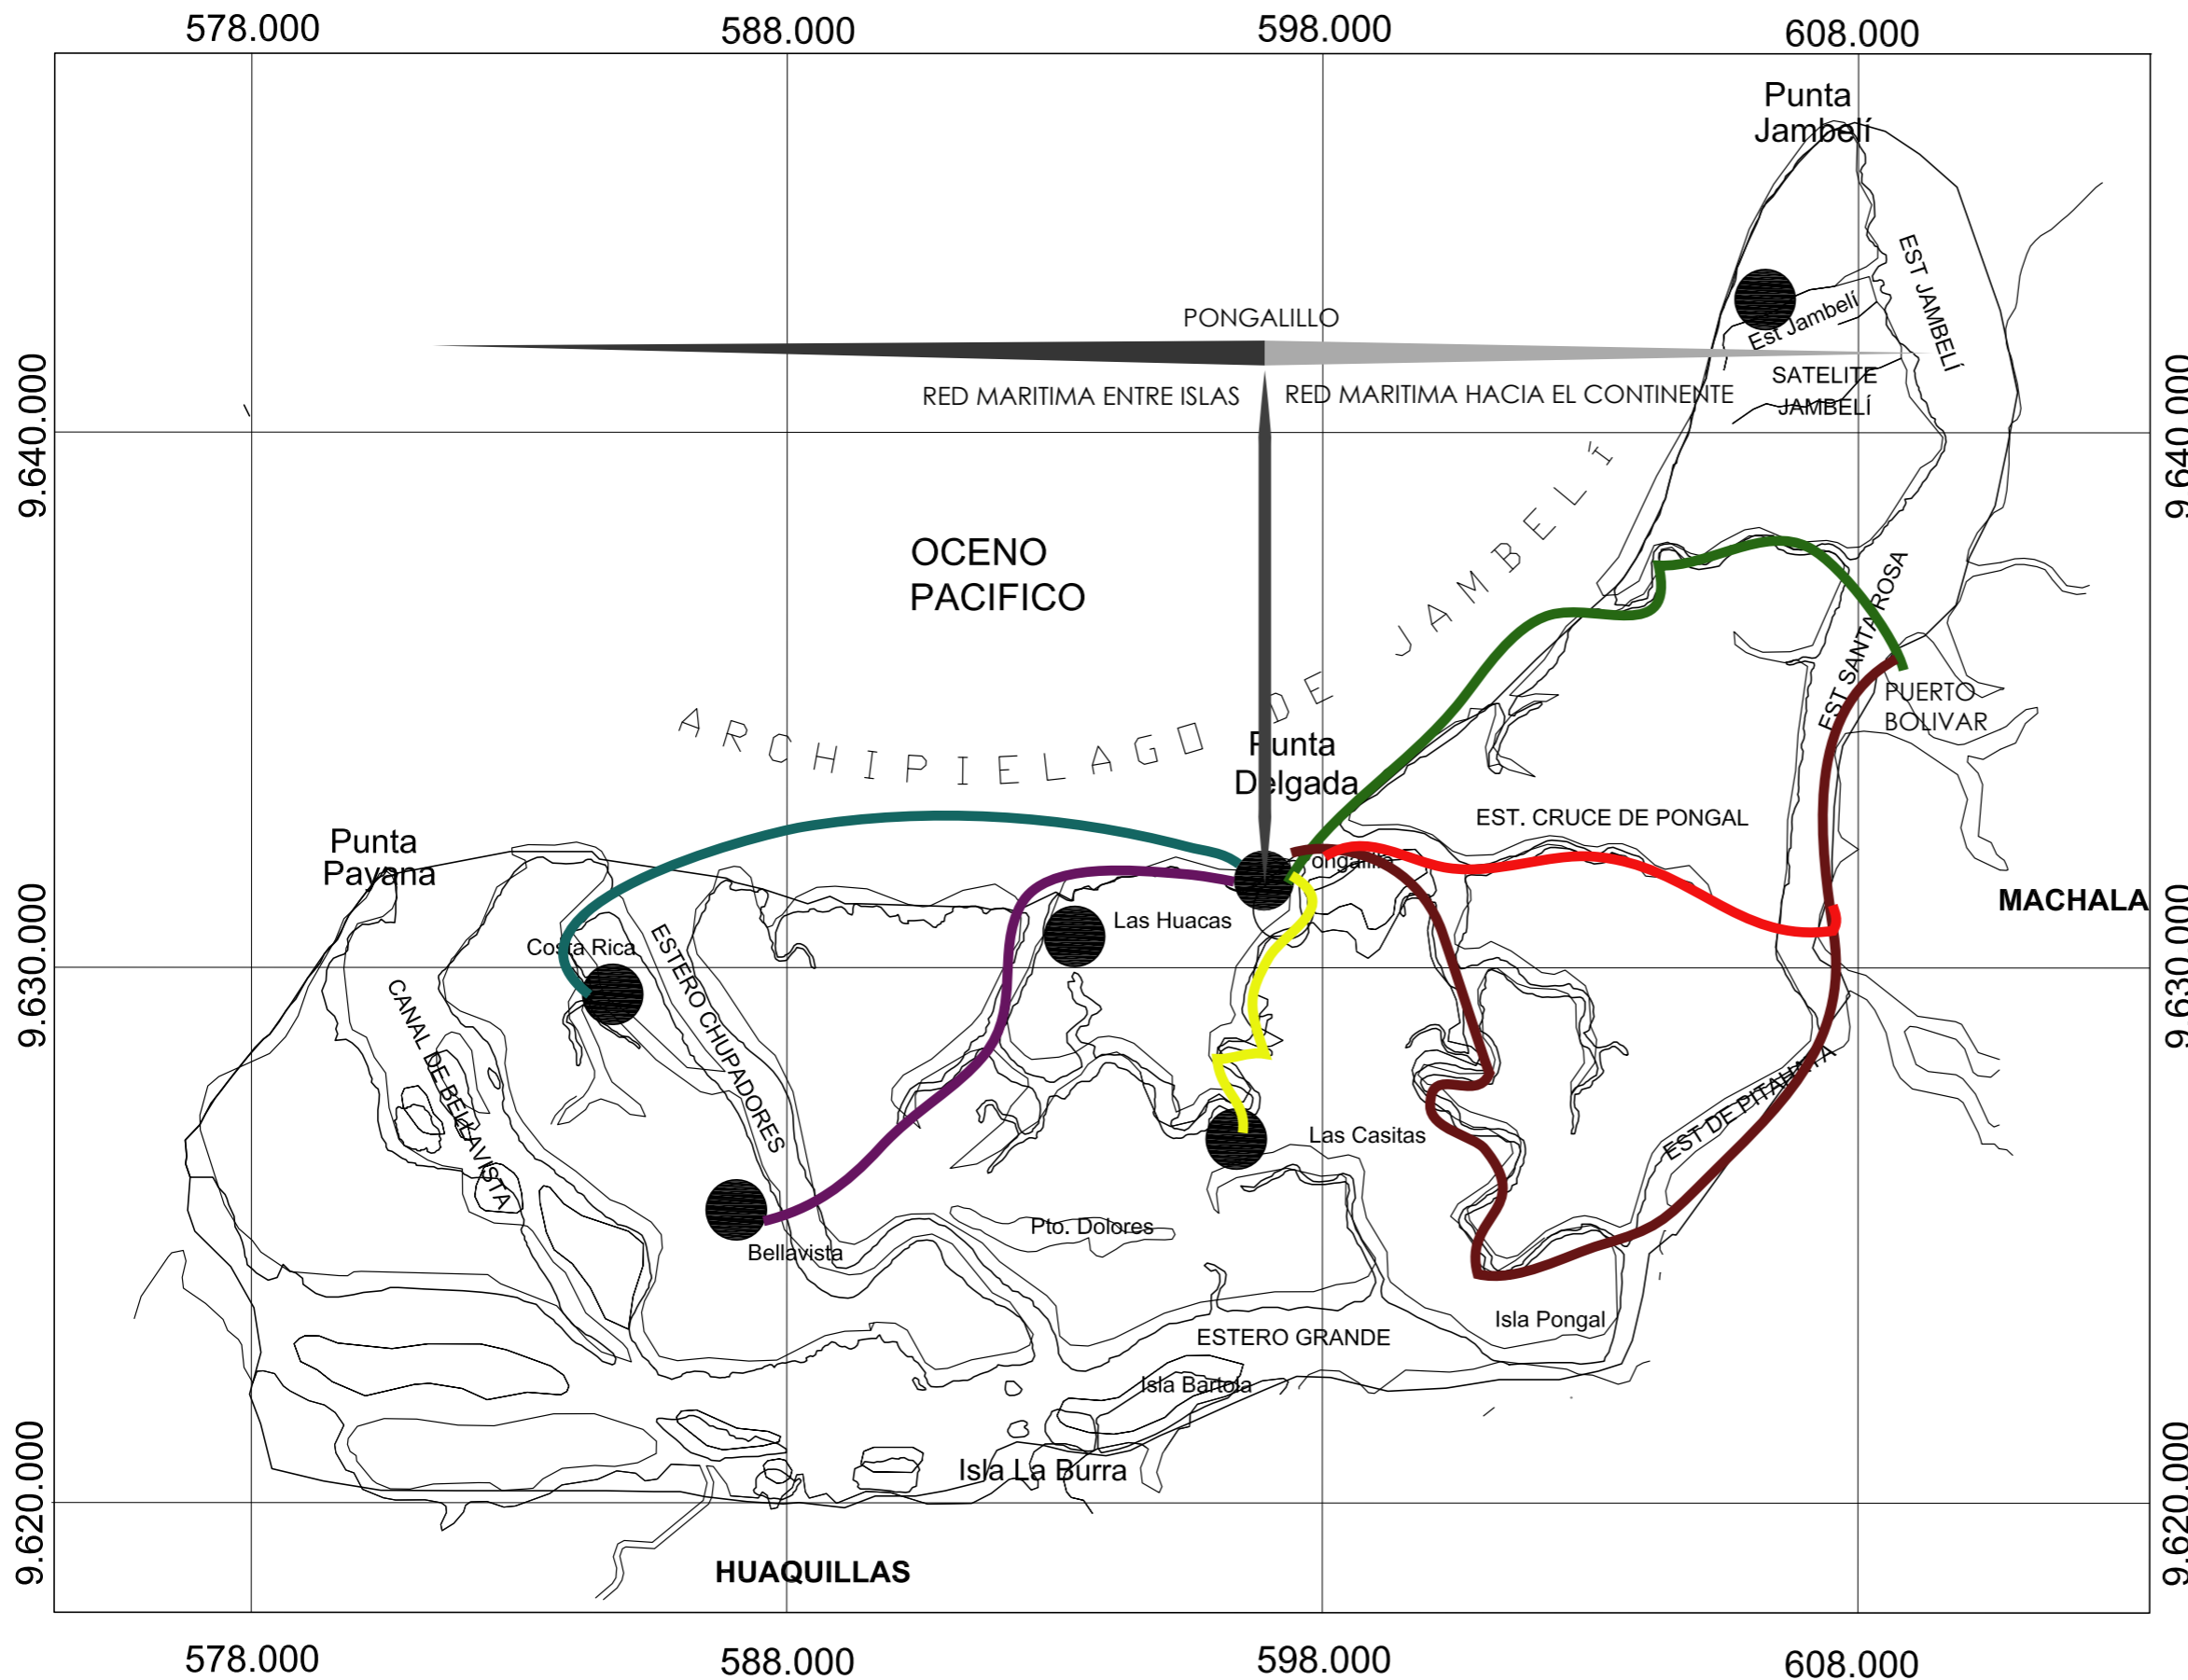 578.000
588.000
598.000
608.000
Punta
Jambelí
EST JAMBELÍ
Est Jambelí
PONGALILLO
RED MARITIMA ENTRE ISLAS
RED MARITIMA HACIA EL CONTINENTE
SATELITE
JAMBELÍ
9.640.000
9.640.000
OCENO
PACIFICO
ARCHIPIELAGO DE JAMBELÍ
EST SANTA ROSA
PUERTO
BOLIVAR
Punta
Delgada
EST. CRUCE DE PONGAL
Punta
Payana
ongalillo
MACHALA
Las Huacas
Costa Rica
9.630.000
9.630.000
ESTERO CHUPADORES
CANAL DE BELLAVISTA
EST DE PITAHAYA
Las Casitas
Pto. Dolores
Bellavista
Isla Pongal
ESTERO GRANDE
Isla Bartola
Isla La Burra
9.620.000
9.620.000
HUAQUILLAS
578.000
588.000
598.000
608.000